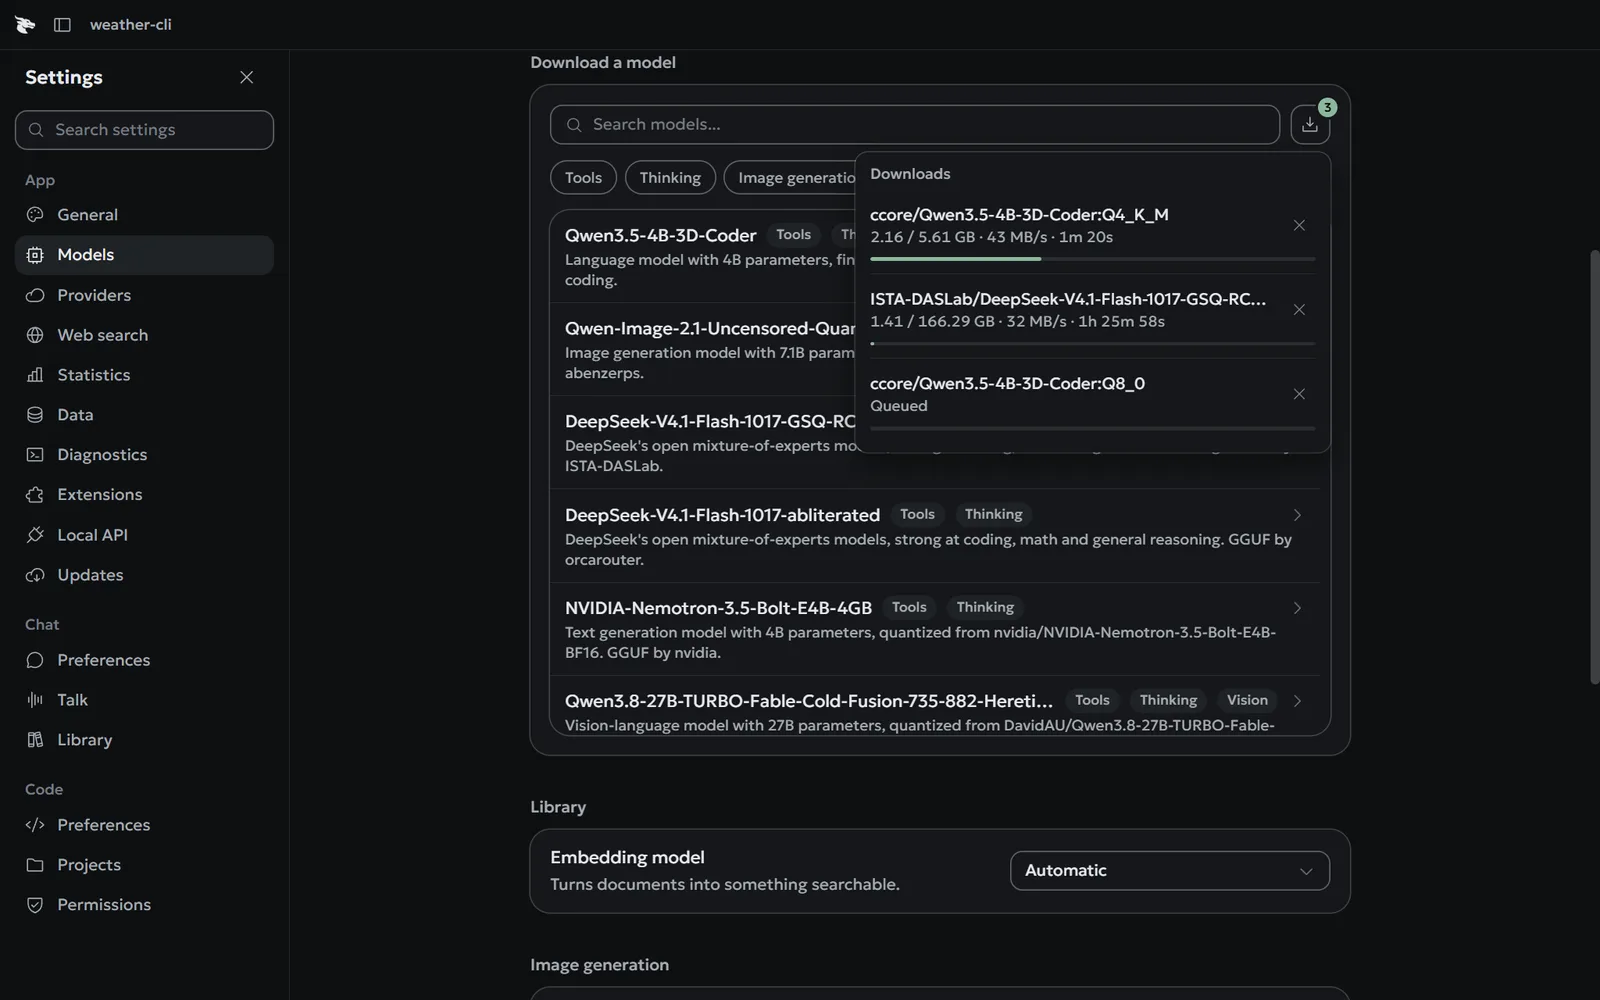 weather-cli
Settings
Search settings
App
General
Models
Providers
Web search
Statistics
Data
Diagnostics
Extensions
Local API
Updates
Chat
Preferences
Talk
Library
Code
Preferences
Projects
Permissions
Download a model
Search models...
3
Tools
Thinking
Image generatio
Downloads
ccore/Qwen3.5-4B-3D-Coder:Q4_K_M
2.16 / 5.61 GB · 43 MB/s · 1m 20s
ISTA-DASLab/DeepSeek-V4.1-Flash-1017-GSQ-RC...
1.41 / 166.29 GB · 32 MB/s · 1h 25m 58s
ccore/Qwen3.5-4B-3D-Coder:Q8_0
Queued
Qwen3.5-4B-3D-Coder Tools Th
Language model with 4B parameters, fin
coding.
Qwen-Image-2.1-Uncensored-Quan
Image generation model with 7.1B param
abenzerps.
DeepSeek-V4.1-Flash-1017-GSQ-RC
DeepSeek's open mixture-of-experts mo
ISTA-DASLab.
DeepSeek-V4.1-Flash-1017-abliterated Tools Thinking
DeepSeek's open mixture-of-experts models, strong at coding, math and general reasoning. GGUF by
orcarouter.
NVIDIA-Nemotron-3.5-Bolt-E4B-4GB Tools Thinking
Text generation model with 4B parameters, quantized from nvidia/NVIDIA-Nemotron-3.5-Bolt-E4B-
BF16. GGUF by nvidia.
Qwen3.8-27B-TURBO-Fable-Cold-Fusion-735-882-Hereti... Tools Thinking Vision
Vision-language model with 27B parameters, quantized from DavidAU/Qwen3.8-27B-TURBO-Fable-
Library
Embedding model
Turns documents into something searchable.
Automatic
Image generation